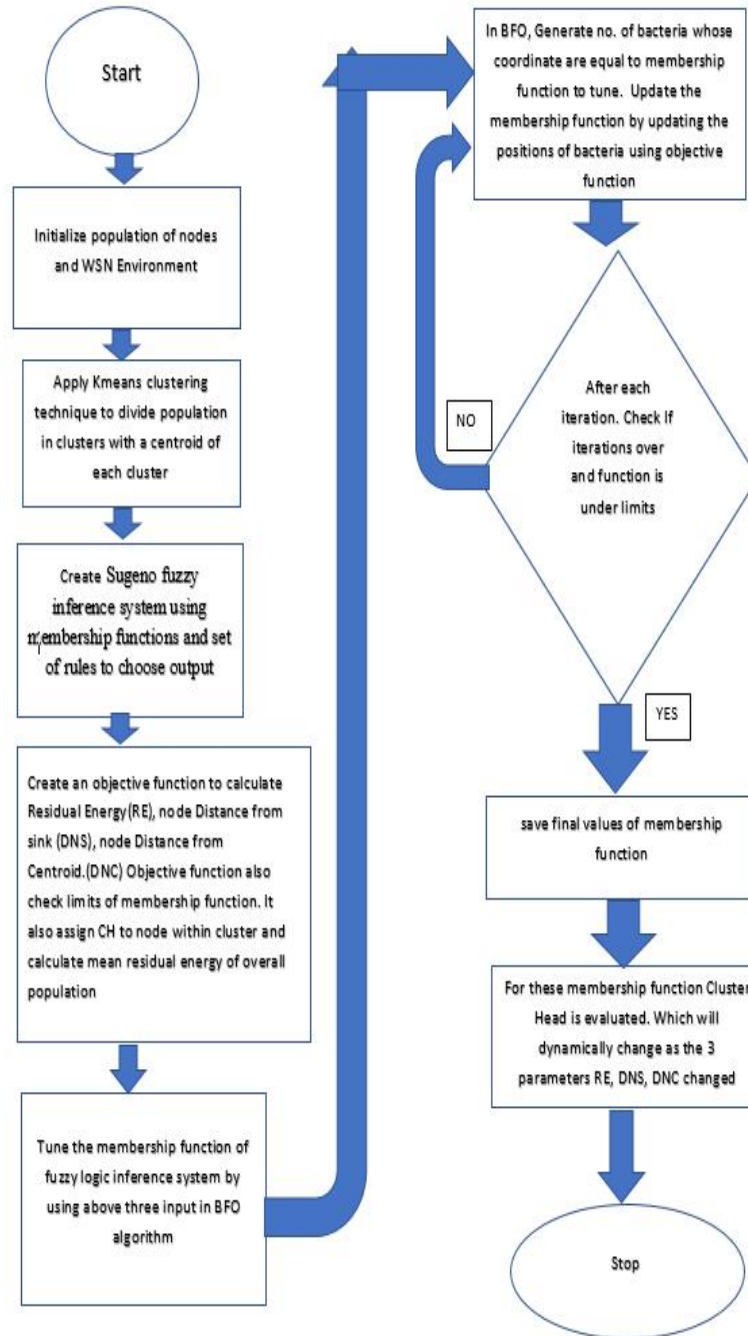 Start
Initialize population of nodes
and WSN Environment
Apply Kmeans clustering
technique to divide population
in clusters with a centroid of
each cluster
Create Sugeno fuzzy
inference system using
membership functions and set
of rules to choose output
Create an objective function to calculate
Residual Energy(RE), node Distance from
sink (DNS), node Distance from
Centroid.(DNC) Objective function also
check limits of membership function. It
also assign CH to node within cluster and
calculate mean residual energy of overall
population
Tune the membership function of
fuzzy logic inference system by
using above three input in BFO
algorithm
In BFO, Generate no. of bacteria whose
coordinate are equal to membership
function to tune. Update the
membership function by updating the
positions of bacteria using objective
function
After each
iteration. Check If
iterations over
and function is
under limits
NO
YES
save final values of membership
function
For these membership function Cluster
Head is evaluated. Which will
dynamically change as the 3
parameters RE, DNS, DNC changed
Stop